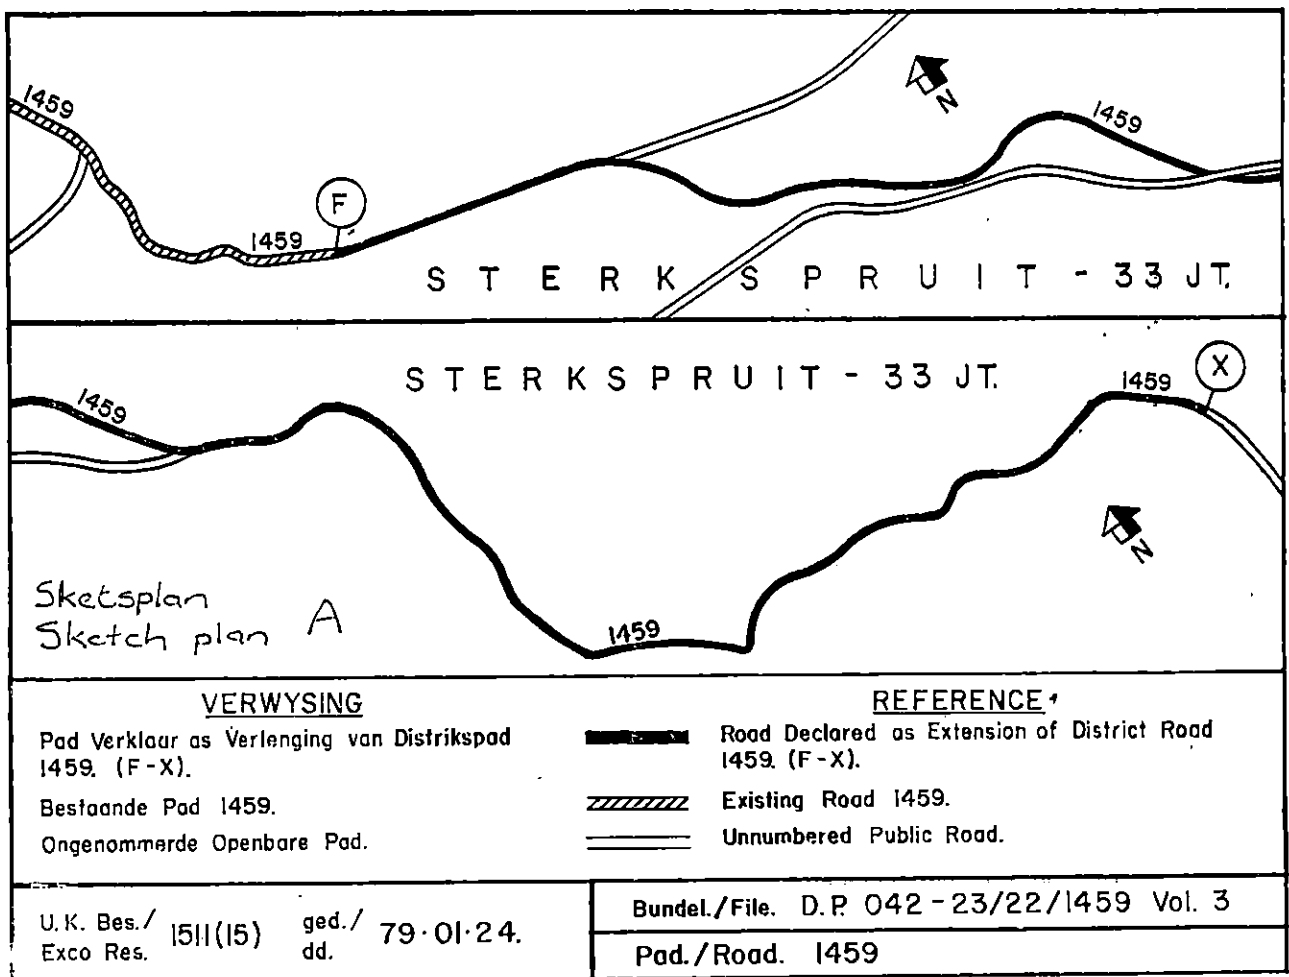 1459
N
1459
F
1459
STERKSPRUIT - 33 JT.
STERKSPRUIT - 33 JT.
1459
X
1459
N
Sketsplan
Sketch plan A
1459
VERWYSING
Pad Verklaar as Verlenging van Distrikspad
1459. (F-X).
Bestaande Pad 1459.
Ongenommerde Openbare Pad.
REFERENCE
Road Declared as Extension of District Road
1459. (F-X).
Existing Road 1459.
Unnumbered Public Road.
U.K. Bes./
Exco Res. 1511(15) ged./
dd. 79·01·24.
Bundel./File. D.P. 042-23/22/1459 Vol. 3
Pad./Road. 1459